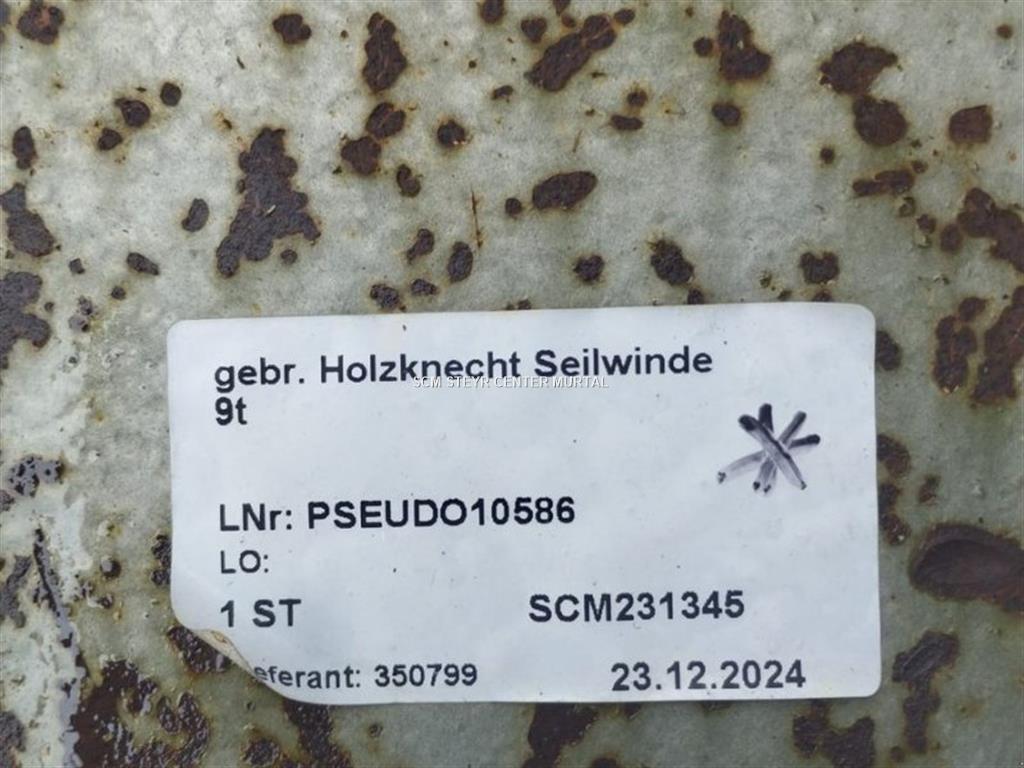 gebr. Holzknecht Seilwinde
SCM STEYR CENTER MURTAL
9t
LNr: PSEUDO10586
LO:
1 ST SCM231345
eferant: 350799 23.12.2024